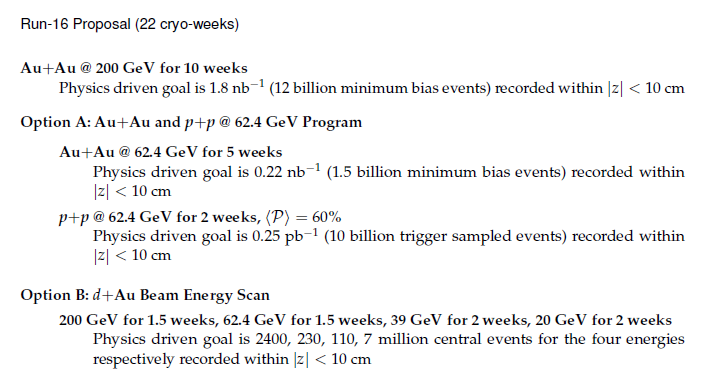 Run-16 Proposal (22 cryo-weeks)
Au+Au @ 200 GeV for 10 weeks
Physics driven goal is 1.8 nb⁻¹ (12 billion minimum bias events) recorded within |z| < 10 cm
Option A: Au+Au and p+p @ 62.4 GeV Program
Au+Au @ 62.4 GeV for 5 weeks
Physics driven goal is 0.22 nb⁻¹ (1.5 billion minimum bias events) recorded within
|z| < 10 cm
p+p @ 62.4 GeV for 2 weeks, ⟨𝒫⟩ = 60%
Physics driven goal is 0.25 pb⁻¹ (10 billion trigger sampled events) recorded within
|z| < 10 cm
Option B: d+Au Beam Energy Scan
200 GeV for 1.5 weeks, 62.4 GeV for 1.5 weeks, 39 GeV for 2 weeks, 20 GeV for 2 weeks
Physics driven goal is 2400, 230, 110, 7 million central events for the four energies
respectively recorded within |z| < 10 cm